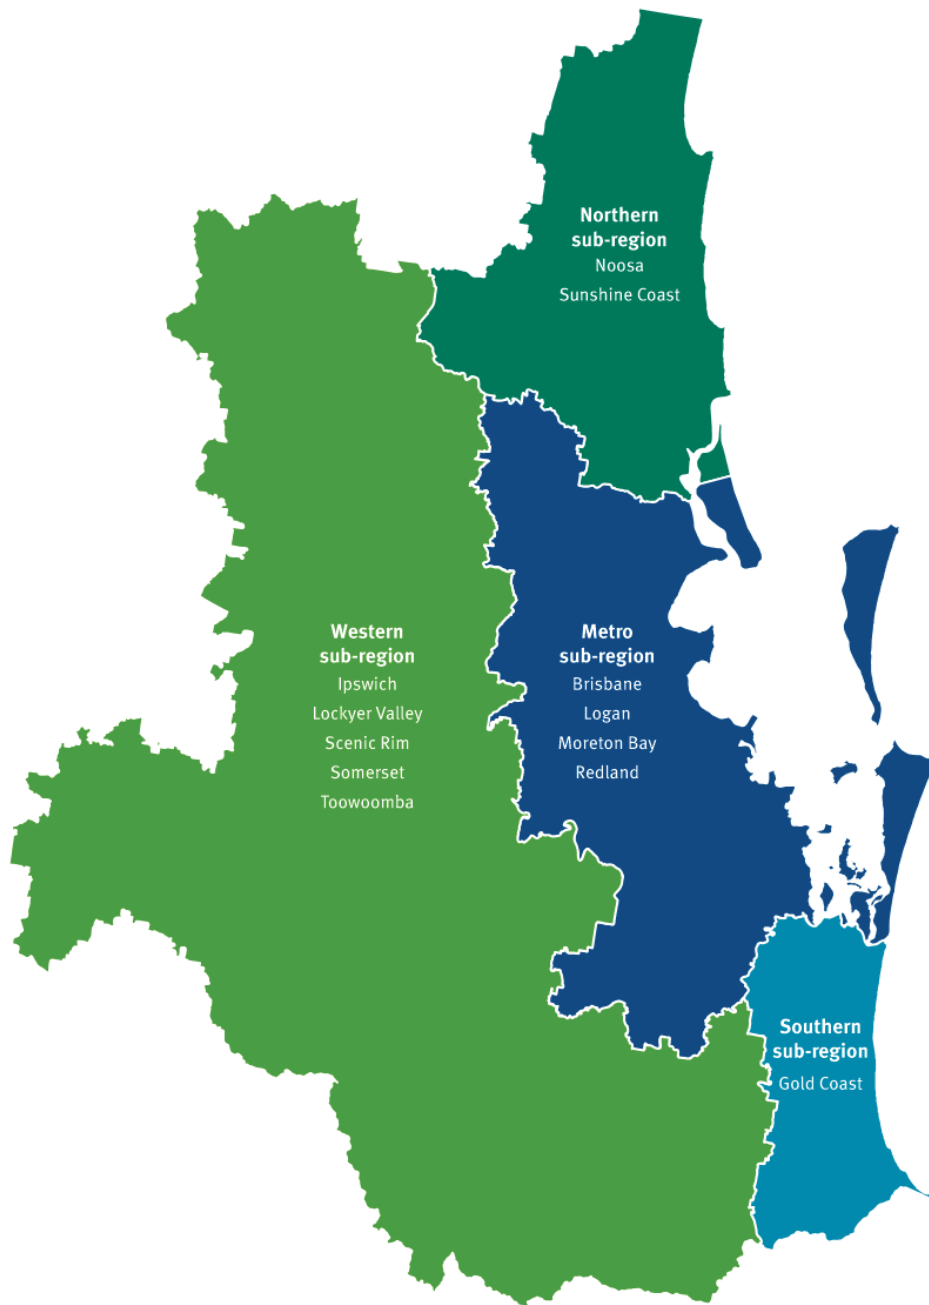 Northern
sub-region
Noosa
Sunshine Coast
Western
sub-region
Ipswich
Lockyer Valley
Scenic Rim
Somerset
Toowoomba
Metro
sub-region
Brisbane
Logan
Moreton Bay
Redland
Southern
sub-region
Gold Coast